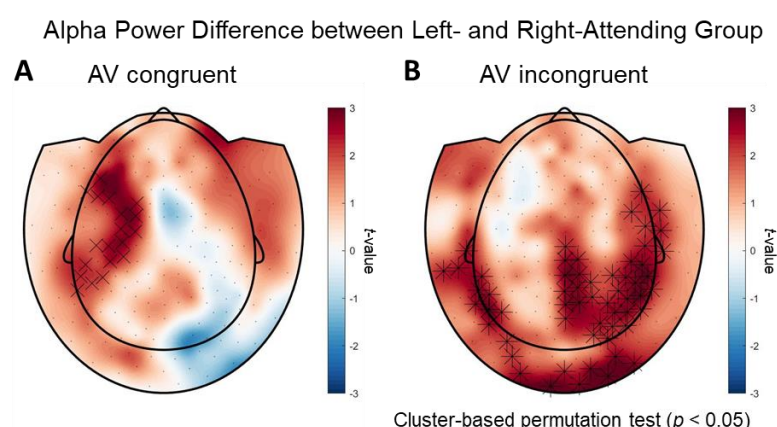 Alpha Power Difference between Left- and Right-Attending Group
A AV congruent
B AV incongruent
3
2
1
0
-1
-2
-3
t-value
3
2
1
0
-1
-2
-3
t-value
Cluster-based permutation test (p < 0.05)